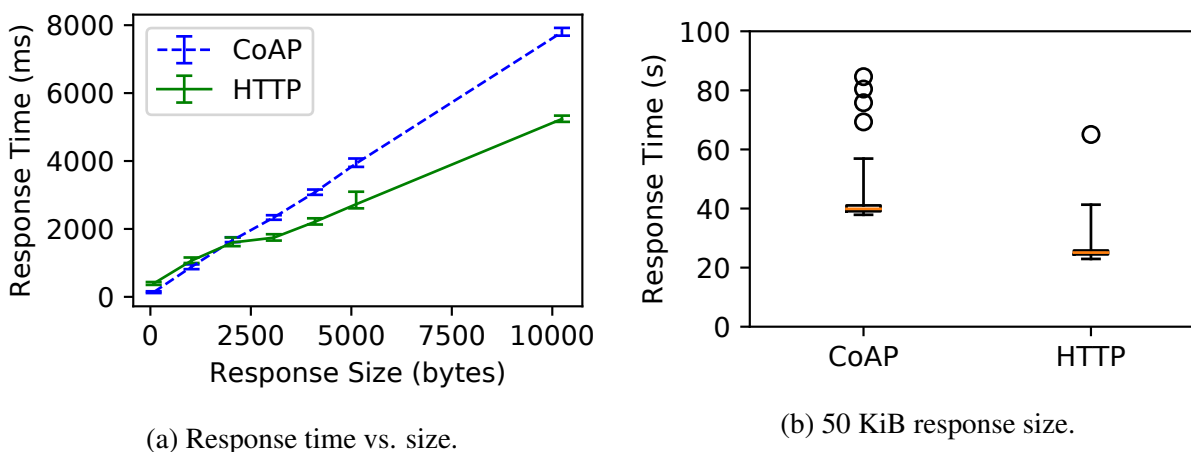 8000
6000
4000
2000
0
Response Time (ms)
CoAP
HTTP
0 2500 5000 7500 10000
Response Size (bytes)
(a) Response time vs. size.
100
80
60
40
20
0
Response Time (s)
CoAP HTTP
(b) 50 KiB response size.